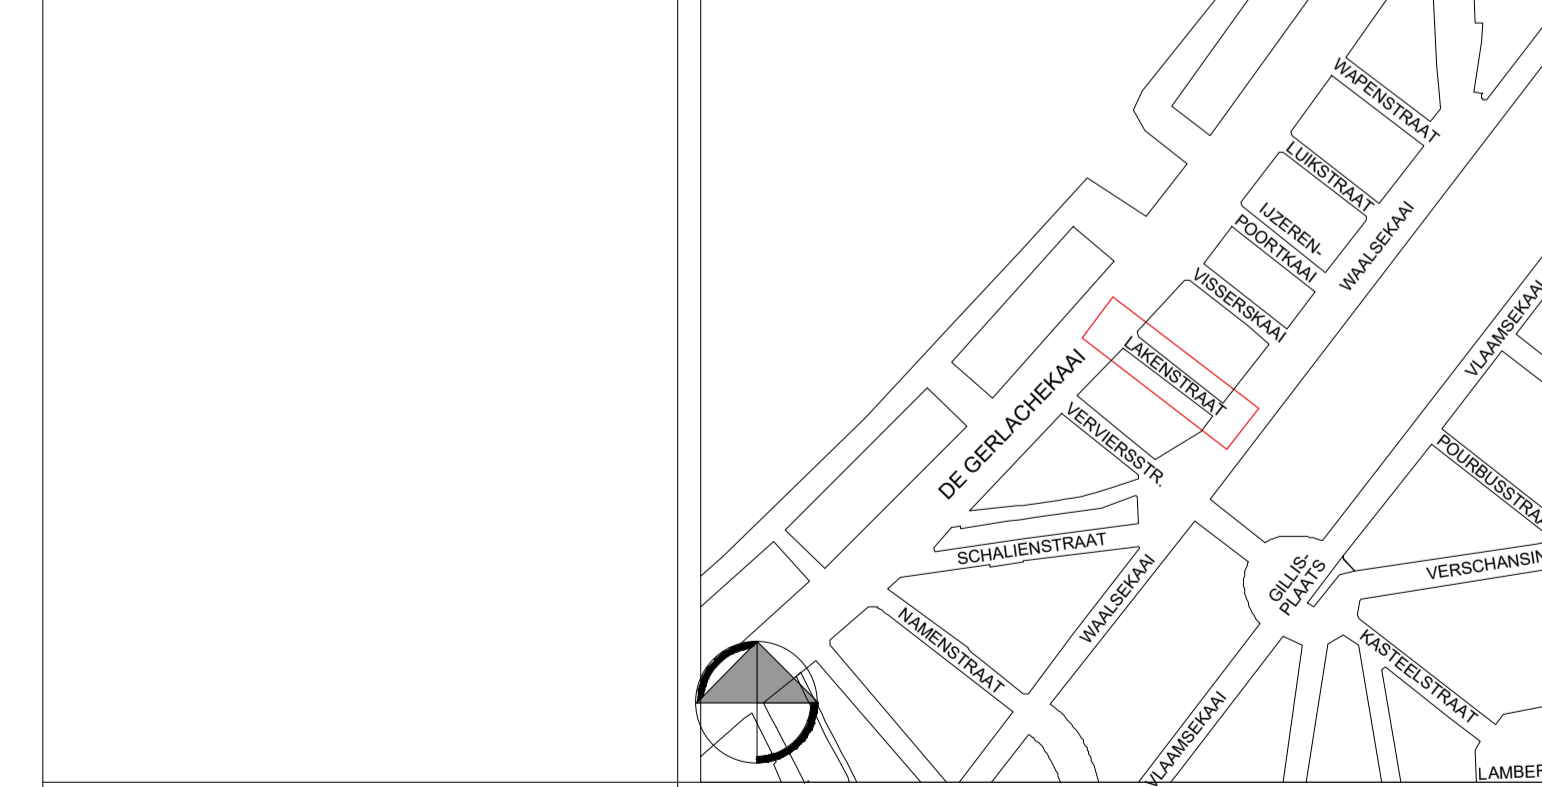 WAPENSTRAAT
LUIKSTRAAT
IJZEREN-
POORTKAAI
WAALSEKAAI
VISSERSKAAI
VLAAMSEKAAI
LAKENSTRAAT
DE GERLACHEKAAI
VERVIERSSTR.
POURBUSSTRA
SCHALIENSTRAAT
WAALSEKAAI
GILLIS-
PLAATS
VERSCHANSIN
NAMENSTRAAT
KASTEELSTRAAT
VLAAMSEKAAI
LAMBER